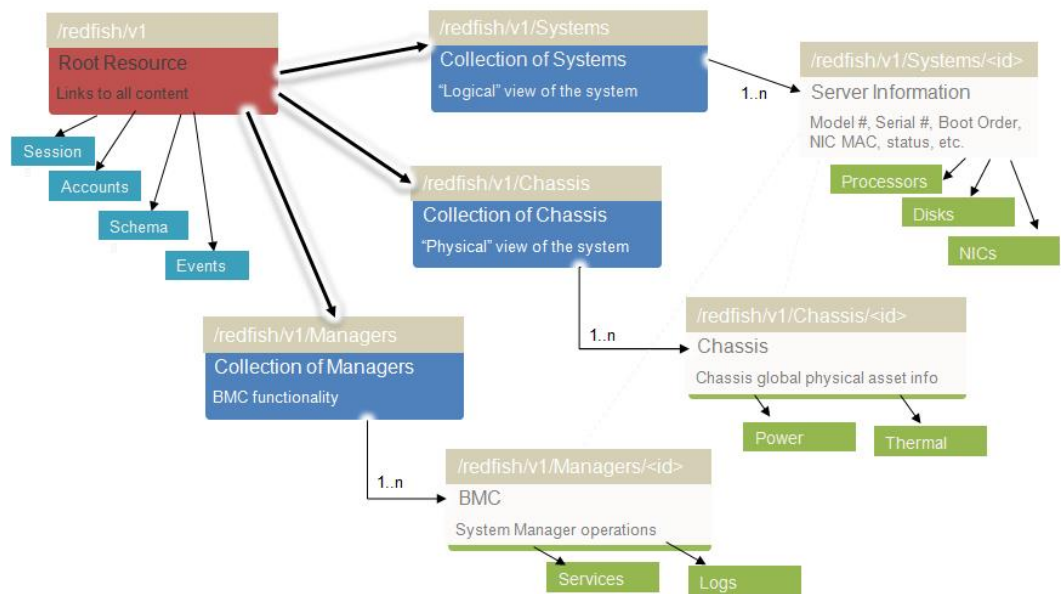 /redfish/v1
Root Resource
Links to all content
Session
Accounts
Schema
Events
/redfish/v1/Systems
Collection of Systems
“Logical” view of the system
1..n
/redfish/v1/Systems/<id>
Server Information
Model #, Serial #, Boot Order,
NIC MAC, status, etc.
Processors
Disks
NICs
/redfish/v1/Chassis
Collection of Chassis
“Physical” view of the system
1..n
/redfish/v1/Chassis/<id>
Chassis
Chassis global physical asset info
Power
Thermal
/redfish/v1/Managers
Collection of Managers
BMC functionality
1..n
/redfish/v1/Managers/<id>
BMC
System Manager operations
Services
Logs